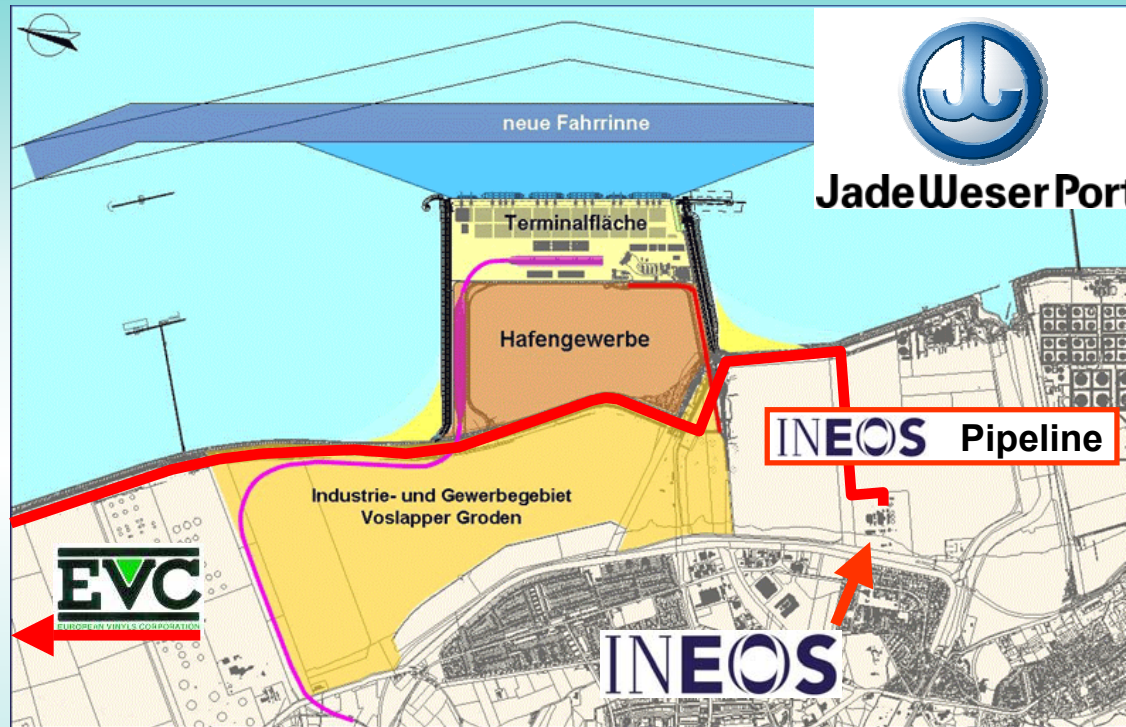 neue Fahrrinne
JadeWeserPort
Terminalfläche
Hafengewerbe
INEOS Pipeline
Industrie- und Gewerbegebiet
Voslapper Groden
EVC
EUROPEAN VINYLS CORPORATION
INEOS